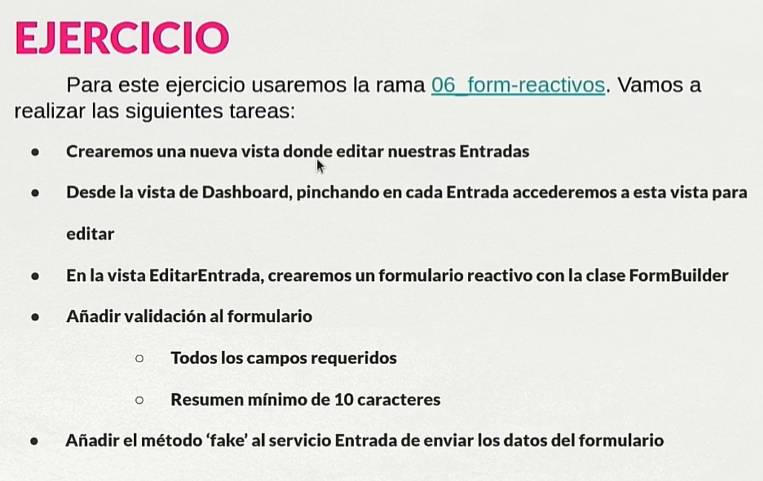 EJERCICIO
Para este ejercicio usaremos la rama 06_form-reactivos. Vamos a
realizar las siguientes tareas:
● Crearemos una nueva vista donde editar nuestras Entradas
● Desde la vista de Dashboard, pinchando en cada Entrada accederemos a esta vista para
editar
● En la vista EditarEntrada, crearemos un formulario reactivo con la clase FormBuilder
● Añadir validación al formulario
○ Todos los campos requeridos
○ Resumen mínimo de 10 caracteres
● Añadir el método ‘fake’ al servicio Entrada de enviar los datos del formulario